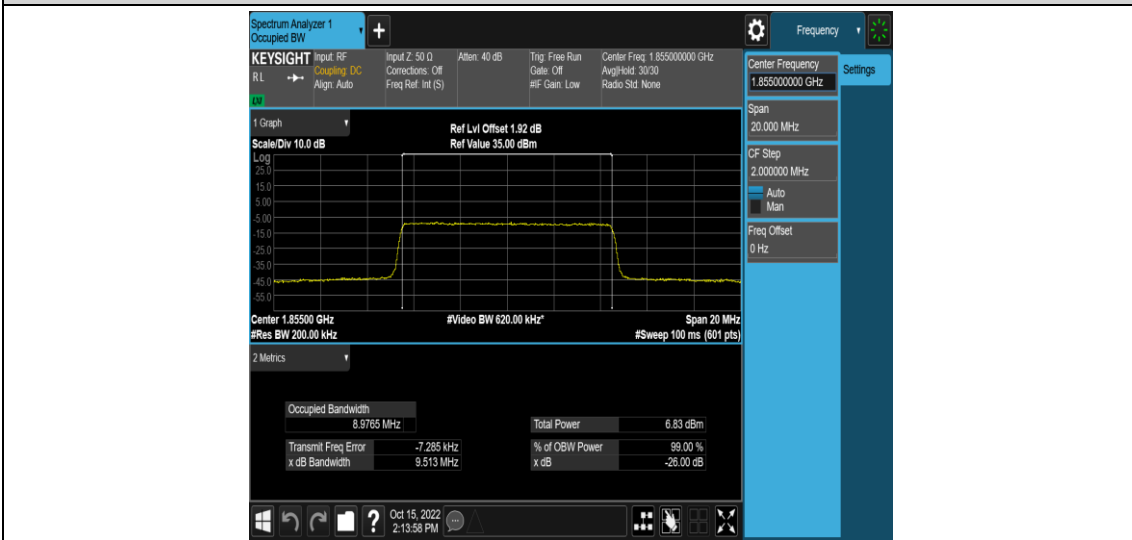 Spectrum Analyzer 1
Occupied BW
+
Frequency
KEYSIGHT
RL
LXI
Input: RF
Coupling: DC
Align: Auto
Input Z: 50 Ω
Corrections: Off
Freq Ref: Int (S)
Atten: 40 dB
Trig: Free Run
Gate: Off
#IF Gain: Low
Center Freq: 1.855000000 GHz
Avg|Hold: 30/30
Radio Std: None
Center Frequency
1.855000000 GHz
Settings
Span
20.000 MHz
CF Step
2.000000 MHz
Auto
Man
Freq Offset
0 Hz
1 Graph
Scale/Div 10.0 dB
Ref Lvl Offset 1.92 dB
Ref Value 35.00 dBm
Log
25.0
15.0
5.00
-5.00
-15.0
-25.0
-35.0
-45.0
-55.0
Center 1.85500 GHz
#Video BW 620.00 kHz*
Span 20 MHz
#Res BW 200.00 kHz
#Sweep 100 ms (601 pts)
2 Metrics
Occupied Bandwidth
8.9765 MHz
Total Power 6.83 dBm
Transmit Freq Error -7.285 kHz
% of OBW Power 99.00 %
x dB Bandwidth 9.513 MHz
x dB -26.00 dB
?
Oct 15, 2022
2:13:58 PM